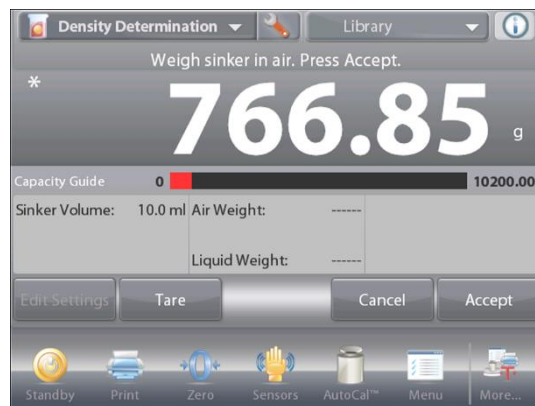 Density Determination Library
Weigh sinker in air. Press Accept.
*
766.85 g
Capacity Guide 0 10200.00
Sinker Volume: 10.0 ml Air Weight: ------
Liquid Weight: ------
Edit Settings Tare Cancel Accept
Standby Print Zero Sensors AutoCal™ Menu More...